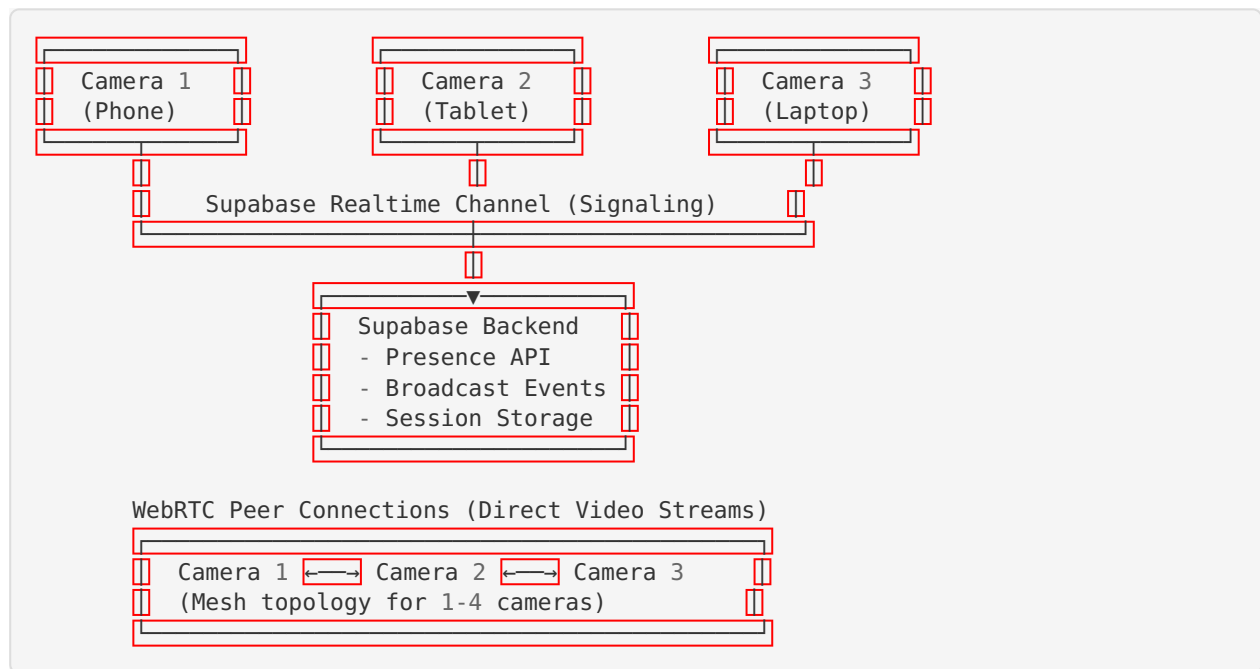 ┌─────────────────┐          ┌─────────────────┐          ┌─────────────────┐
│  Camera 1   │          │  Camera 2   │          │  Camera 3   │
│  (Phone)    │          │  (Tablet)   │          │  (Laptop)   │
└────────┬────────┘          └────────┬────────┘          └────────┬────────┘
│                          │                          │
│    Supabase Realtime Channel (Signaling)     │
└──────────────────────────┼──────────────────────────┘
│
┌────────────▼────────────┐
│  Supabase Backend   │
│  - Presence API     │
│  - Broadcast Events │
│  - Session Storage  │
└─────────────────────────┘
WebRTC Peer Connections (Direct Video Streams)
┌──────────────────────────────────────────────────┐
│  Camera 1 ←──→ Camera 2 ←──→ Camera 3     │
│  (Mesh topology for 1-4 cameras)          │
└──────────────────────────────────────────────────┘